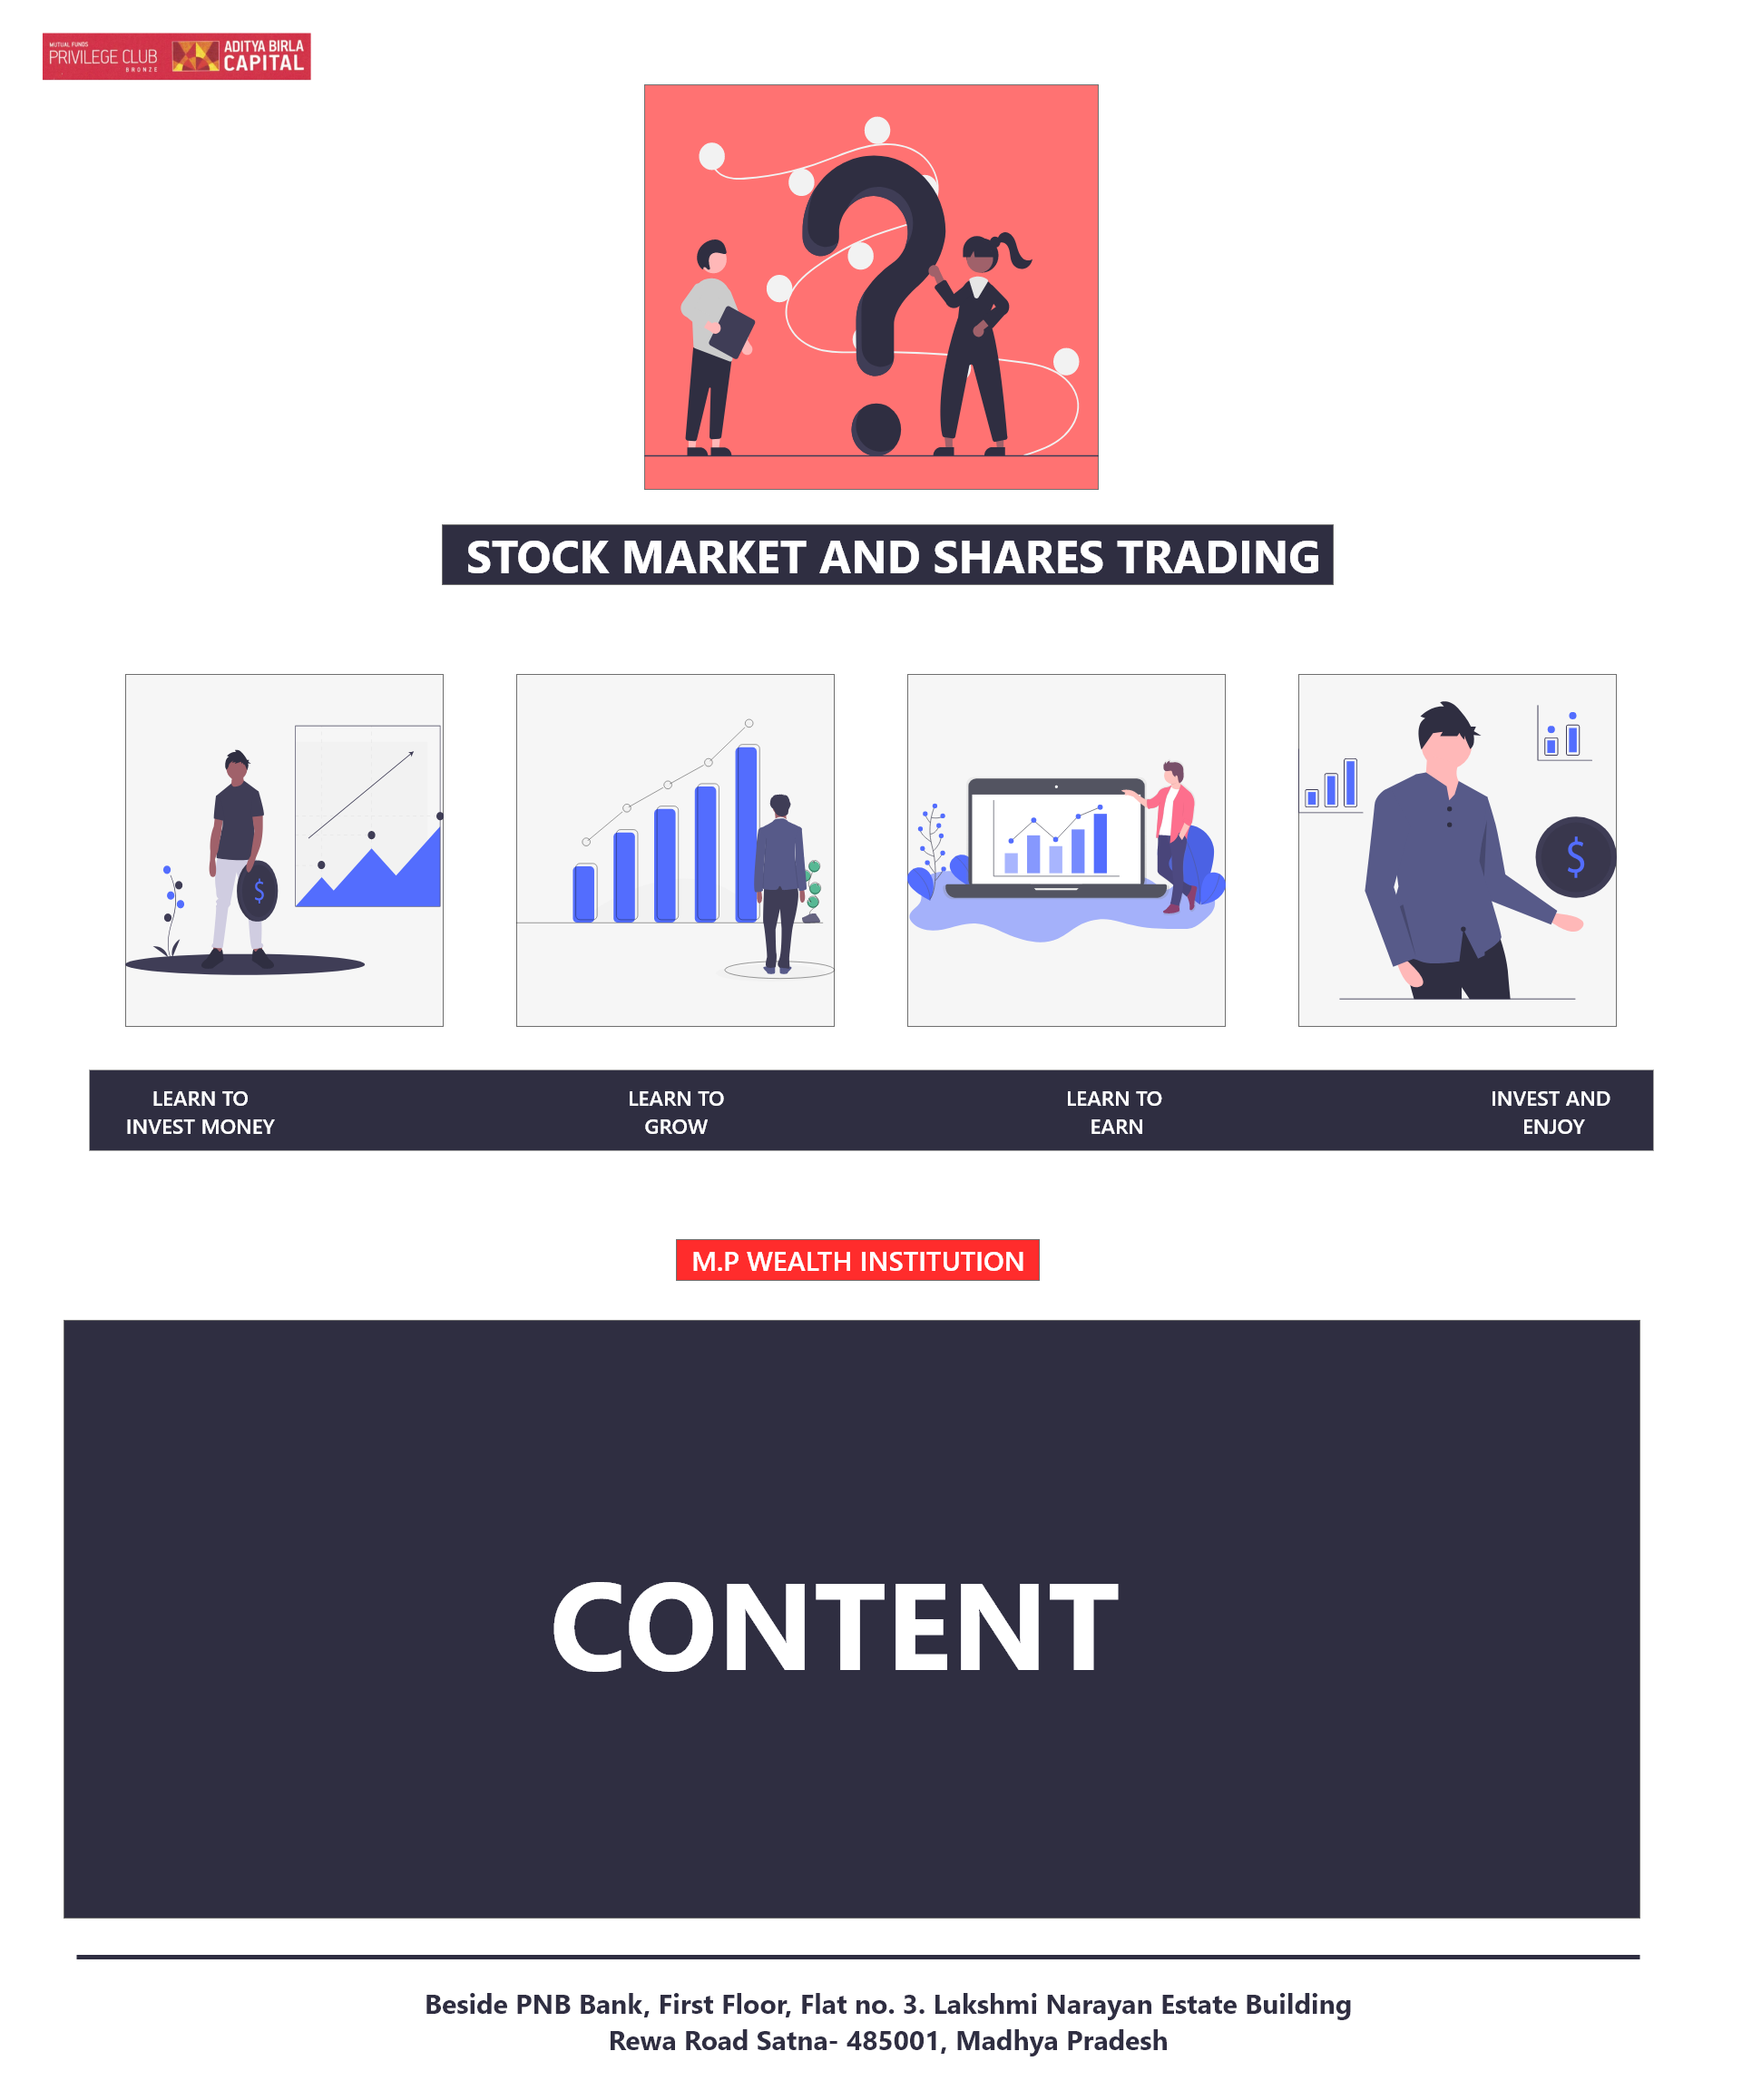 MUTUAL FUNDS
PRIVILEGE CLUB
BRONZE
ADITYA BIRLA
CAPITAL
STOCK MARKET AND SHARES TRADING
$
$
LEARN TO
INVEST MONEY
LEARN TO
GROW
LEARN TO
EARN
INVEST AND
ENJOY
M.P WEALTH INSTITUTION
CONTENT
Beside PNB Bank, First Floor, Flat no. 3. Lakshmi Narayan Estate Building
Rewa Road Satna- 485001, Madhya Pradesh